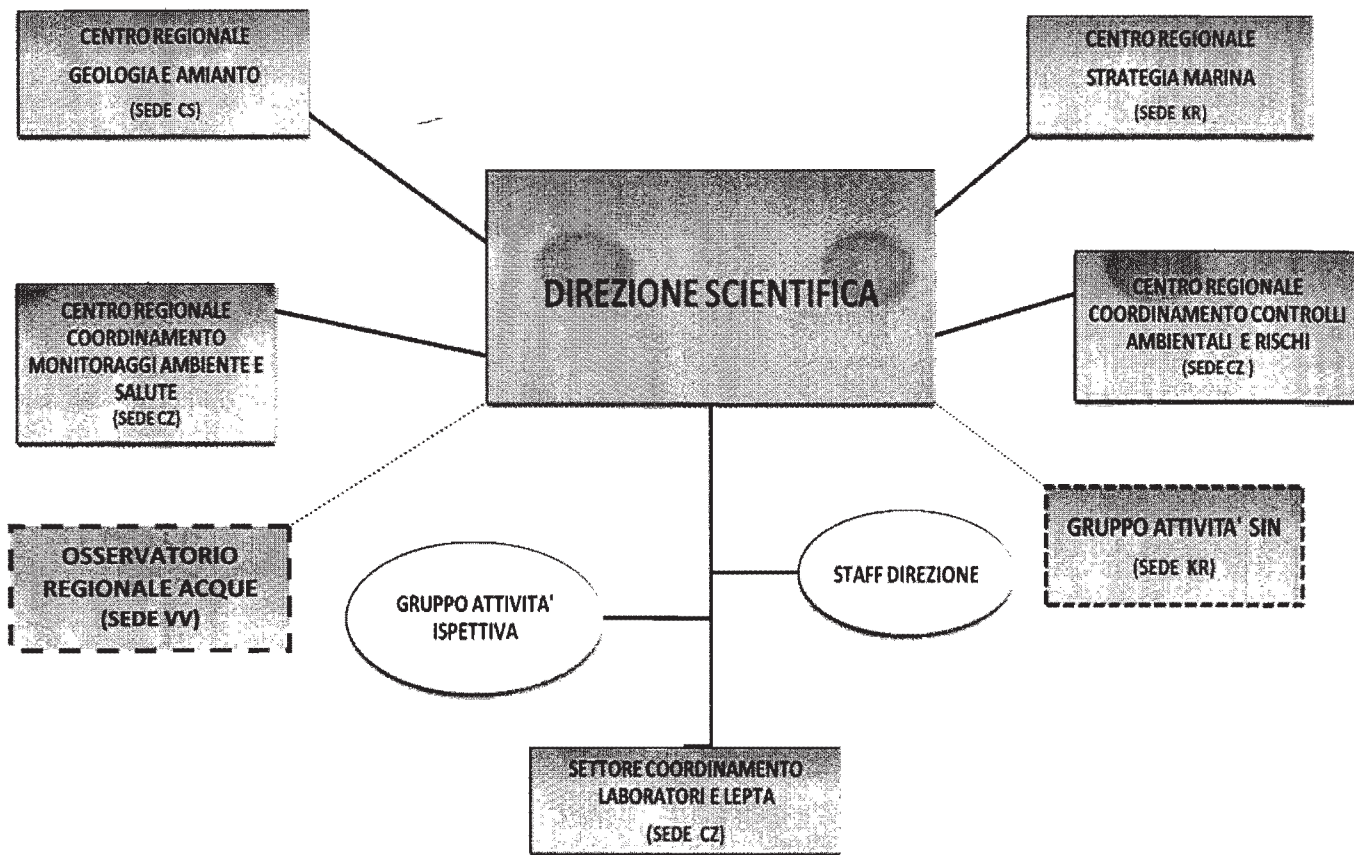 CENTRO REGIONALE
GEOLOGIA E AMIANTO
(SEDE CS)
CENTRO REGIONALE
STRATEGIA MARINA
(SEDE KR)
DIREZIONE SCIENTIFICA
CENTRO REGIONALE
COORDINAMENTO
MONITORAGGI AMBIENTE E
SALUTE
(SEDE CZ)
CENTRO REGIONALE
COORDINAMENTO CONTROLLI
AMBIENTALI E RISCHI
(SEDE CZ )
OSSERVATORIO
REGIONALE ACQUE
(SEDE VV)
GRUPPO ATTIVITA'
ISPETTIVA
STAFF DIREZIONE
GRUPPO ATTIVITA' SIN
(SEDE KR)
SETTORE COORDINAMENTO
LABORATORI E LEPTA
(SEDE CZ)